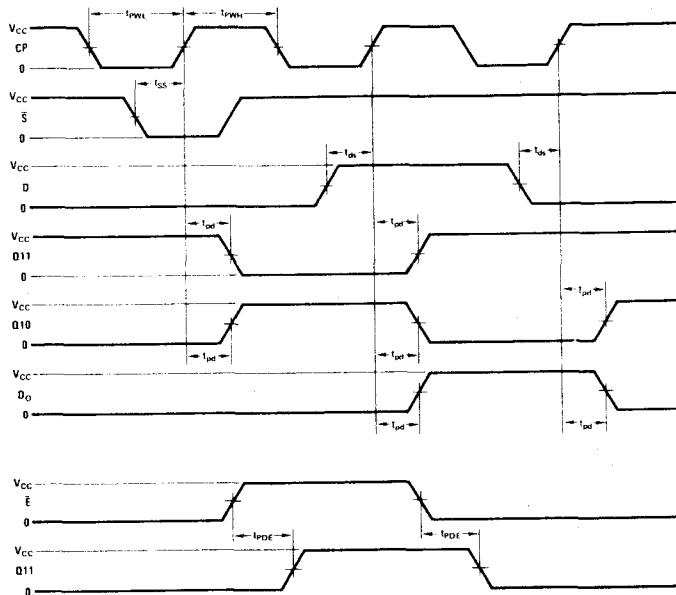 tPWL
tPWH
VCC
CP
0
tSS
VCC
S̄
0
tds
tds
VCC
D
0
tpd
tpd
VCC
Q11
0
tpd
VCC
Q10
0
tpd
tpd
VCC
DO
0
tpd
tpd
VCC
Ē
0
tPDE
tPDE
VCC
Q11
0